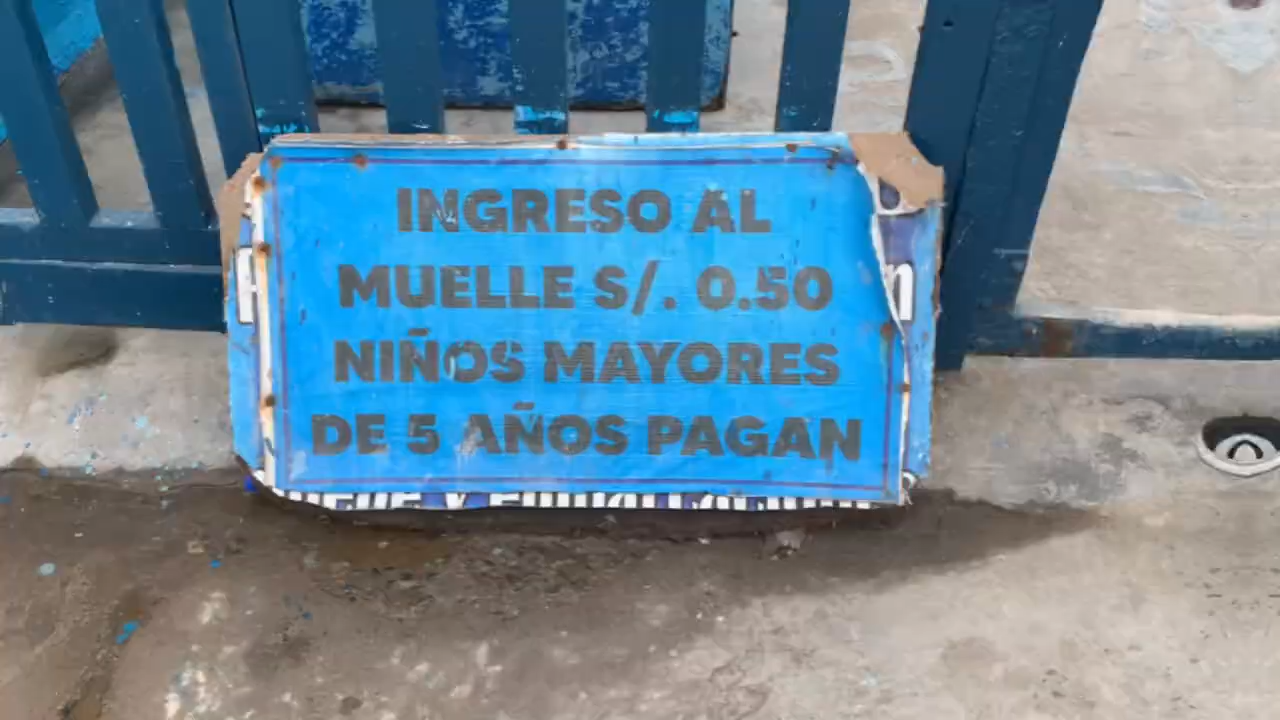 INGRESO AL
MUELLE S/. 0.50
NIÑOS MAYORES
DE 5 AÑOS PAGAN